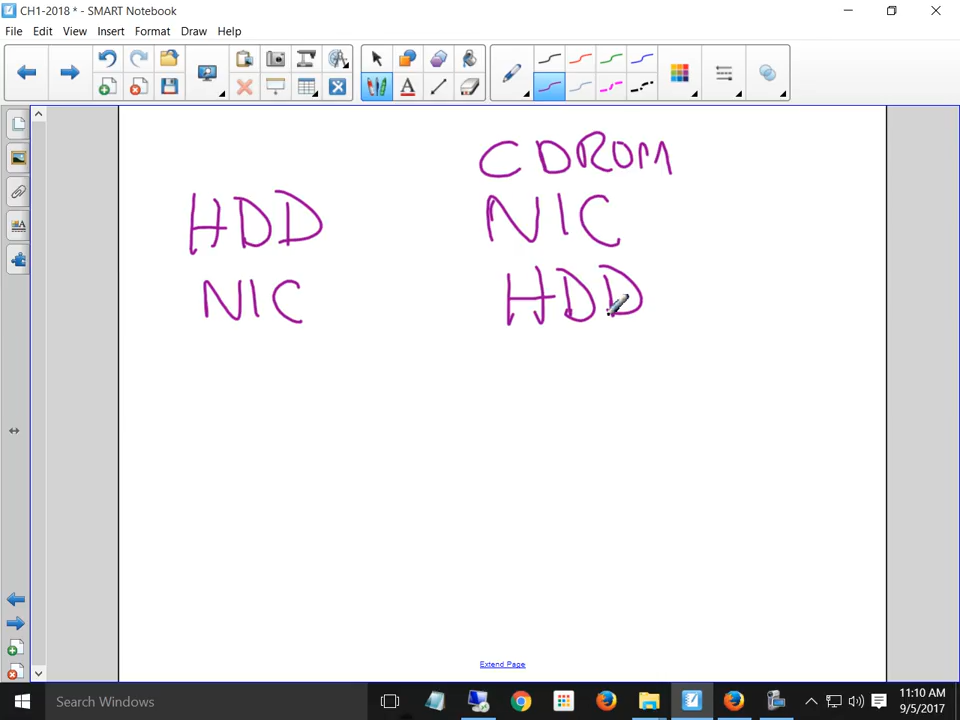 CH1-2018 * - SMART Notebook
File Edit View Insert Format Draw Help
CDROM
HDD NIC
NIC HDD
Extend Page
Search Windows
11:10 AM
9/5/2017